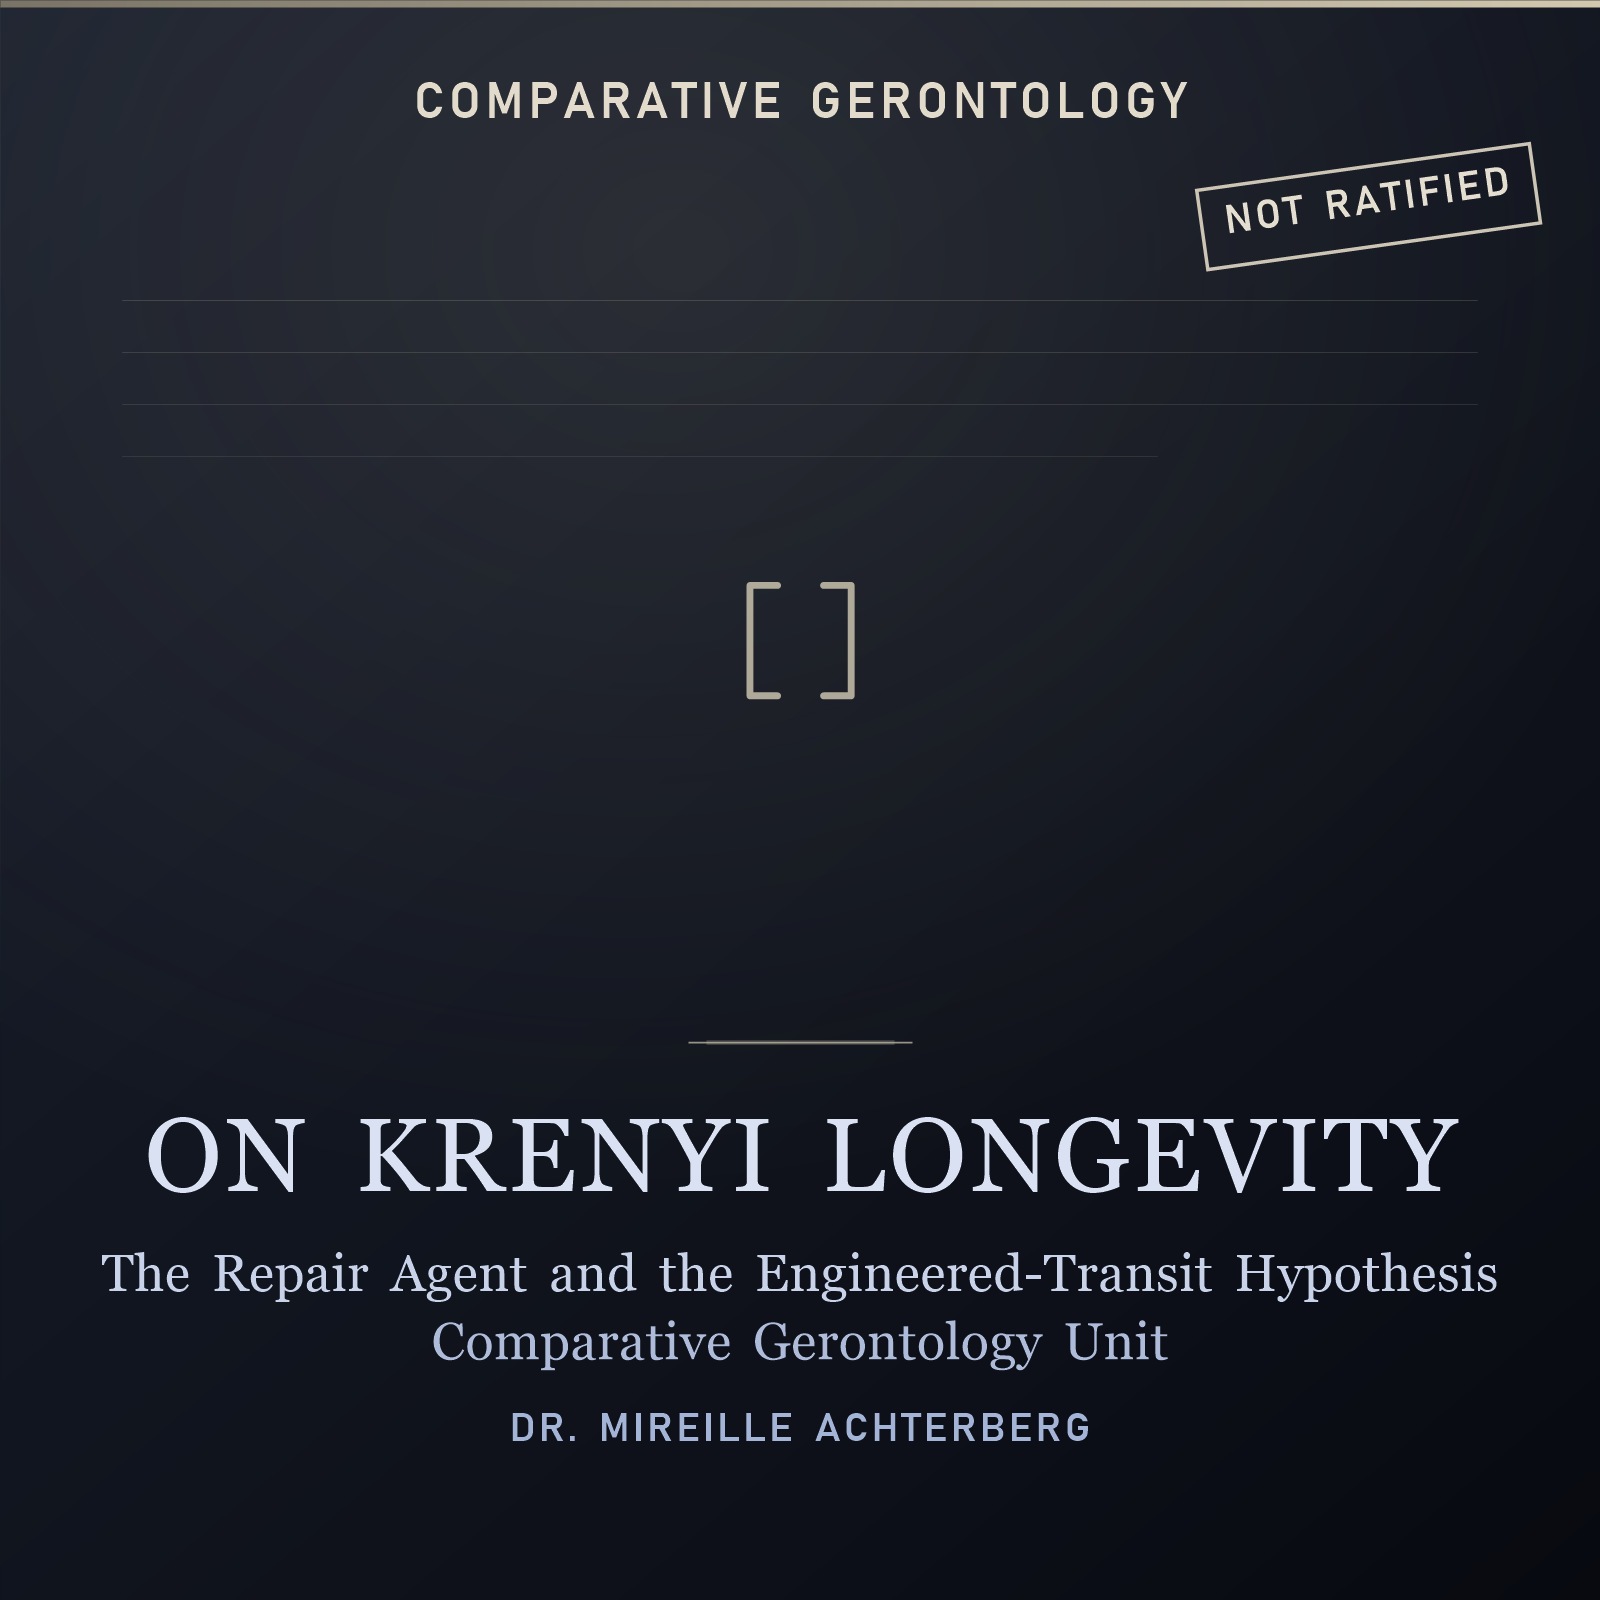 COMPARATIVE GERONTOLOGY
NOT RATIFIED
[ ]
ON KRENYI LONGEVITY
The Repair Agent and the Engineered-Transit Hypothesis
Comparative Gerontology Unit
DR. MIREILLE ACHTERBERG